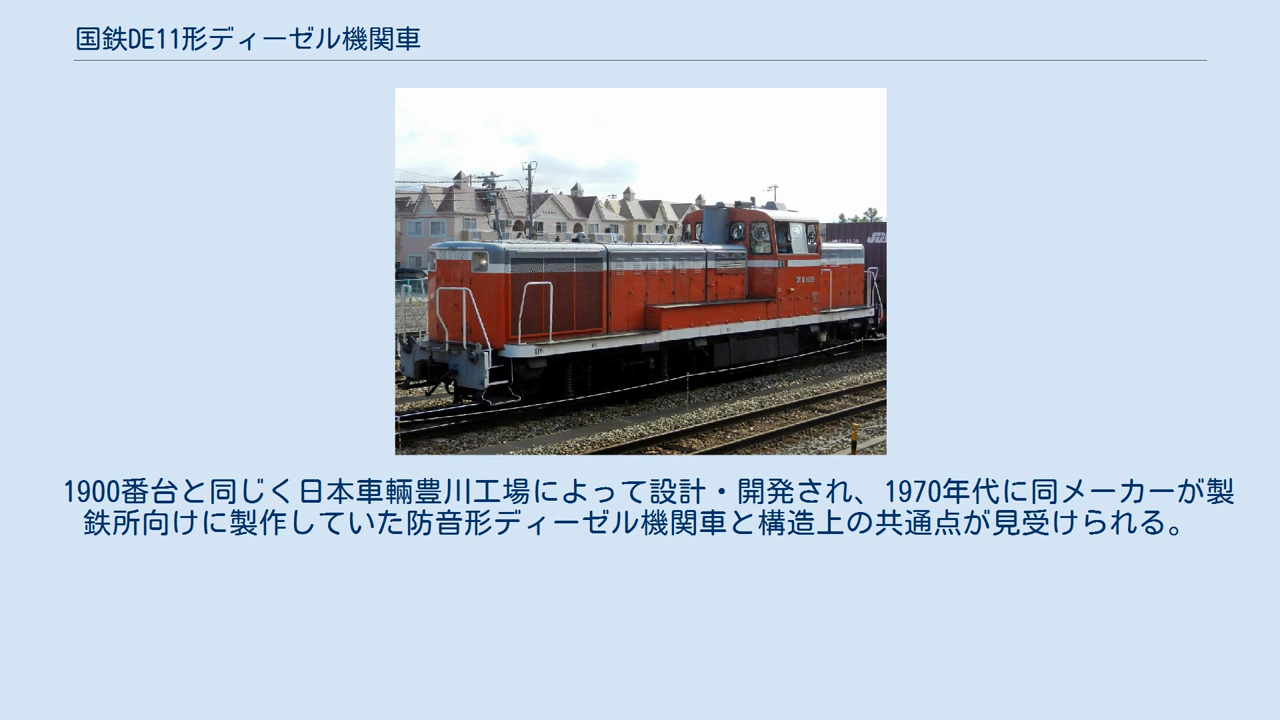 国鉄DE11形ディーゼル機関車
1900番台と同じく日本車輛豊川工場によって設計・開発され、1970年代に同メーカーが製
鉄所向けに製作していた防音形ディーゼル機関車と構造上の共通点が見受けられる。